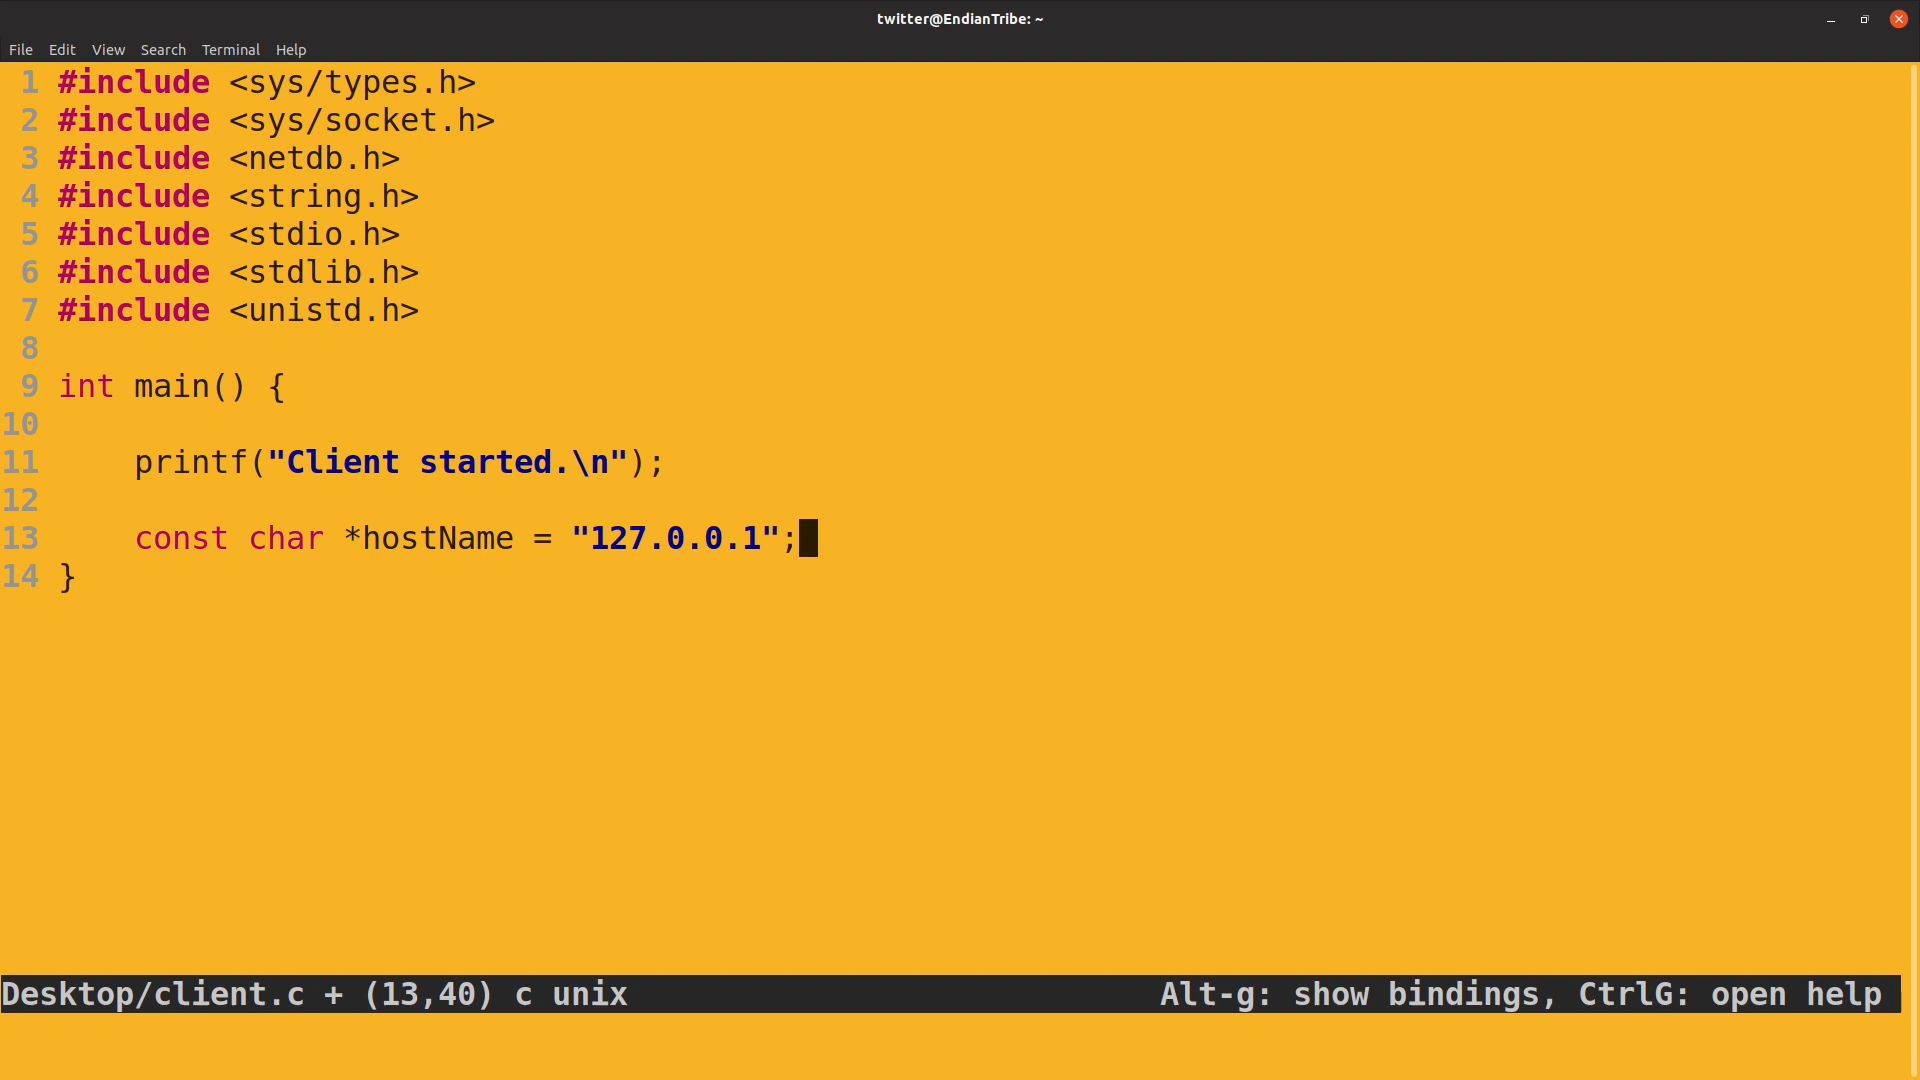 twitter@EndianTribe: ~
File Edit View Search Terminal Help
1 #include <sys/types.h>
2 #include <sys/socket.h>
3 #include <netdb.h>
4 #include <string.h>
5 #include <stdio.h>
6 #include <stdlib.h>
7 #include <unistd.h>
8
9 int main() {
10
11     printf("Client started.\n");
12
13     const char *hostName = "127.0.0.1";
14 }
Desktop/client.c + (13,40) c unix Alt-g: show bindings, CtrlG: open help